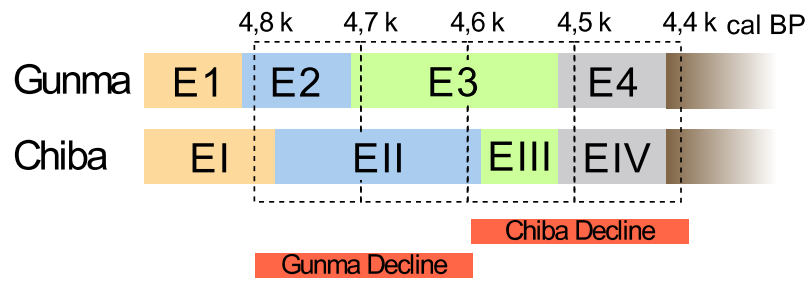 4,8 k 4,7 k 4,6 k 4,5 k 4,4 k cal BP
Gunma E1 E2 E3 E4
Chiba EI EII EIII EIV
Chiba Decline
Gunma Decline